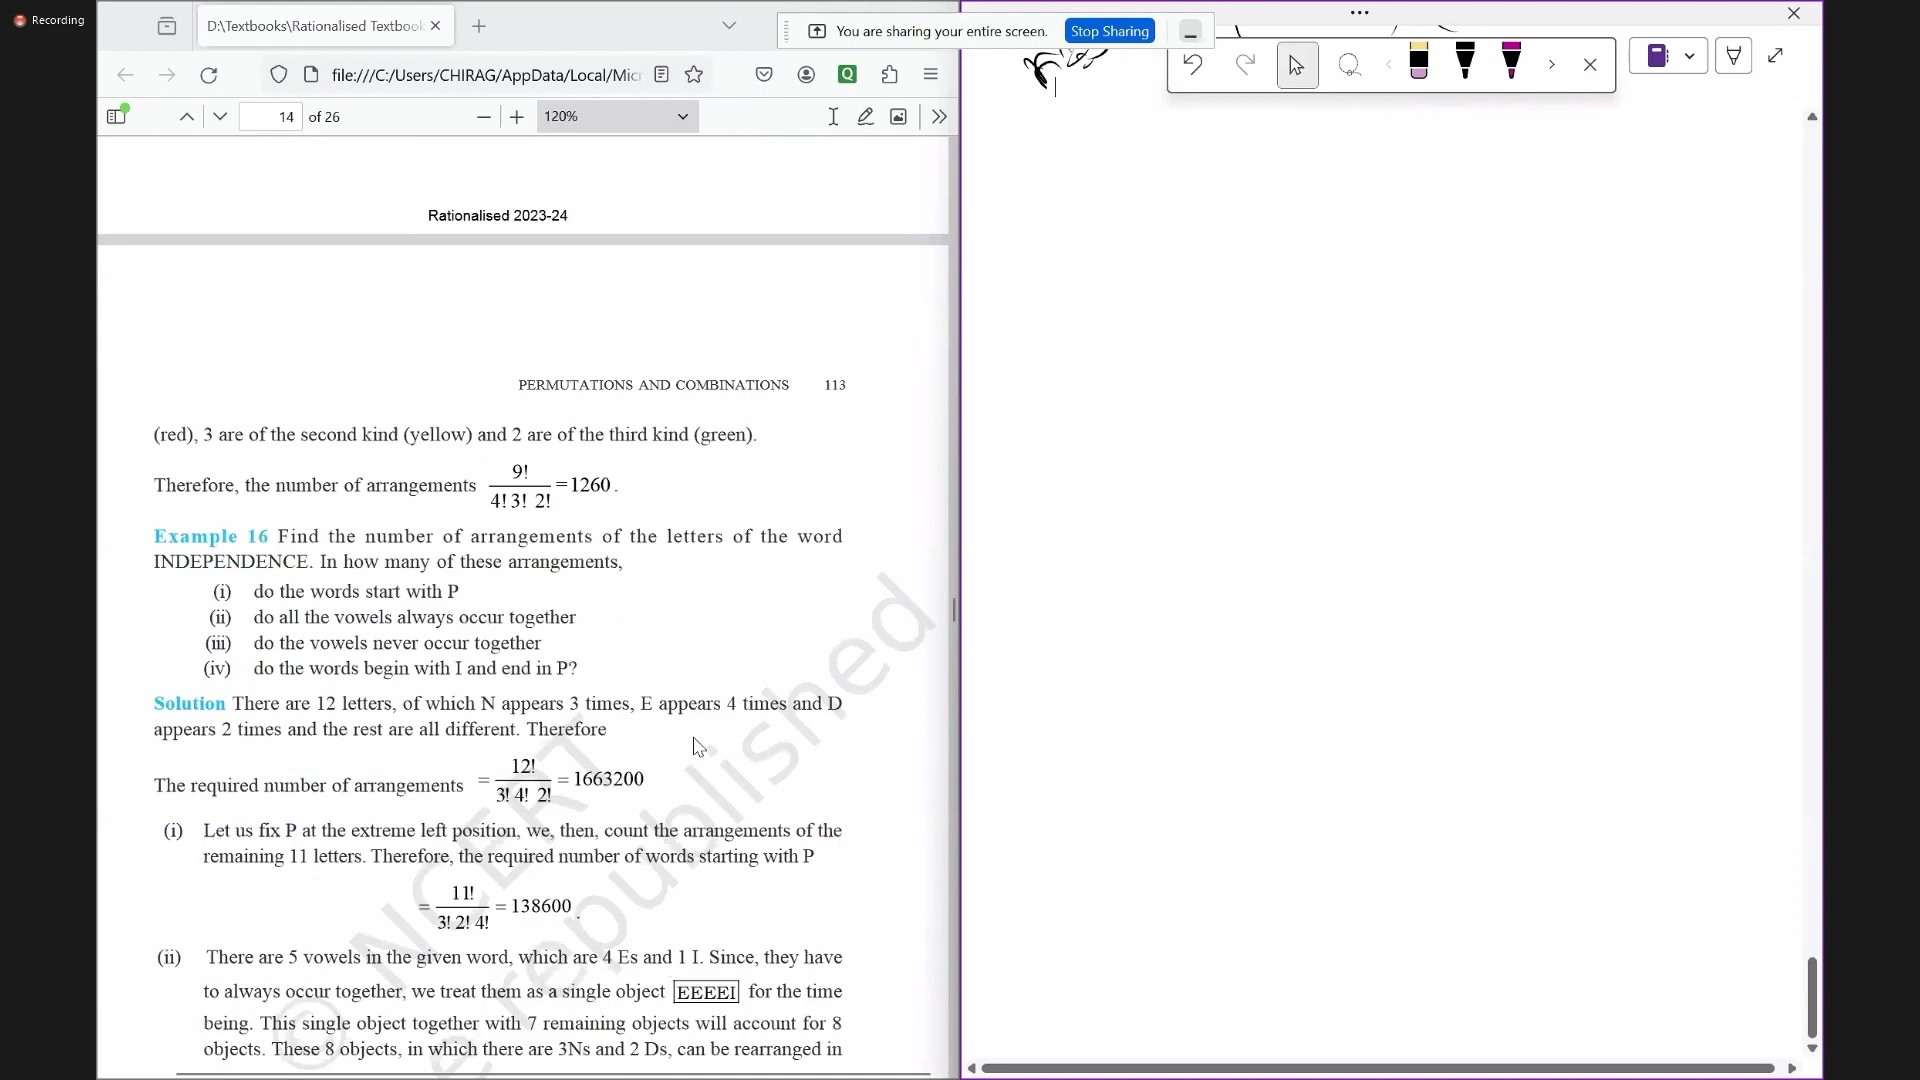 Recording
D:\Textbooks\Rationalised Textbook
You are sharing your entire screen. Stop Sharing
file:///C:/Users/CHIRAG/AppData/Local/Micr
14 of 26
120%
Rationalised 2023-24
PERMUTATIONS AND COMBINATIONS 113
(red), 3 are of the second kind (yellow) and 2 are of the third kind (green).
Therefore, the number of arrangements 9!/(4! 3! 2!) = 1260 .
Example 16 Find the number of arrangements of the letters of the word
INDEPENDENCE. In how many of these arrangements,
(i) do the words start with P
(ii) do all the vowels always occur together
(iii) do the vowels never occur together
(iv) do the words begin with I and end in P?
Solution There are 12 letters, of which N appears 3 times, E appears 4 times and D
appears 2 times and the rest are all different. Therefore
The required number of arrangements = 12!/(3! 4! 2!) = 1663200
(i) Let us fix P at the extreme left position, we, then, count the arrangements of the
remaining 11 letters. Therefore, the required number of words starting with P
= 11!/(3! 2! 4!) = 138600 .
(ii) There are 5 vowels in the given word, which are 4 Es and 1 I. Since, they have
to always occur together, we treat them as a single object EEEEI for the time
being. This single object together with 7 remaining objects will account for 8
objects. These 8 objects, in which there are 3Ns and 2 Ds, can be rearranged in
© NCERT
republished